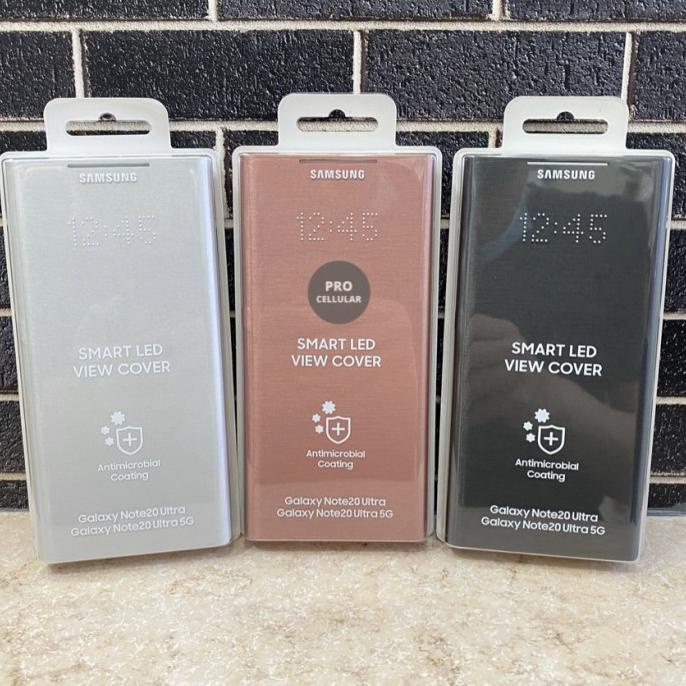 SAMSUNG
12:45
SMART LED
VIEW COVER
Antimicrobial
Coating
Galaxy Note20 Ultra
Galaxy Note20 Ultra 5G
SAMSUNG
12:45
PRO
CELLULAR
SMART LED
VIEW COVER
Antimicrobial
Coating
Galaxy Note20 Ultra
Galaxy Note20 Ultra 5G
SAMSUNG
12:45
SMART LED
VIEW COVER
Antimicrobial
Coating
Galaxy Note20 Ultra
Galaxy Note20 Ultra 5G